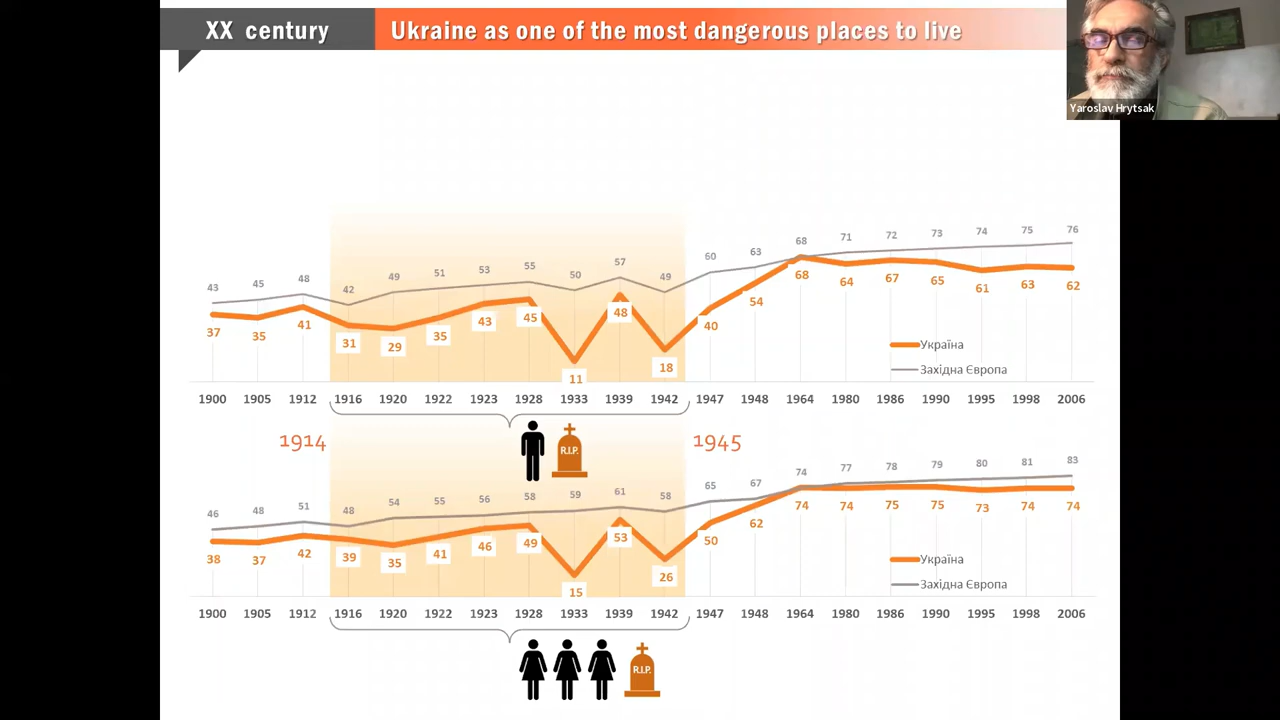 XX century
Ukraine as one of the most dangerous places to live
Yaroslav Hrytsak
43 45 48 42 49 51 53 55 50 57 49 60 63 68 71 72 73 74 75 76
37 35 41 31 29 35 43 45 11 48 18 40 54 68 64 67 65 61 63 62
Україна
Західна Європа
1900 1905 1912 1916 1920 1922 1923 1928 1933 1939 1942 1947 1948 1964 1980 1986 1990 1995 1998 2006
1914
R.I.P.
1945
46 48 51 48 54 55 56 58 59 61 58 65 67 74 77 78 79 80 81 83
38 37 42 39 35 41 46 49 15 53 26 50 62 74 74 75 75 73 74 74
Україна
Західна Європа
1900 1905 1912 1916 1920 1922 1923 1928 1933 1939 1942 1947 1948 1964 1980 1986 1990 1995 1998 2006
R.I.P.